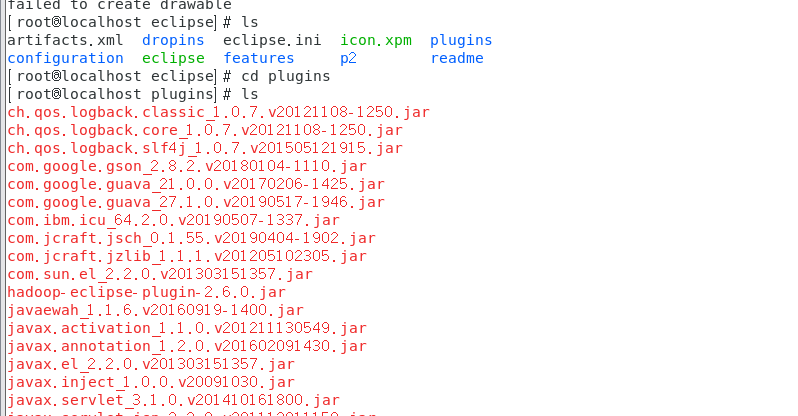 failed to create drawable
[root@localhost eclipse]# ls
artifacts.xml dropins eclipse.ini icon.xpm plugins
configuration eclipse features p2 readme
[root@localhost eclipse]# cd plugins
[root@localhost plugins]# ls
ch.qos.logback.classic_1.0.7.v20121108-1250.jar
ch.qos.logback.core_1.0.7.v20121108-1250.jar
ch.qos.logback.slf4j_1.0.7.v201505121915.jar
com.google.gson_2.8.2.v20180104-1110.jar
com.google.guava_21.0.0.v20170206-1425.jar
com.google.guava_27.1.0.v20190517-1946.jar
com.ibm.icu_64.2.0.v20190507-1337.jar
com.jcraft.jsch_0.1.55.v20190404-1902.jar
com.jcraft.jzlib_1.1.1.v201205102305.jar
com.sun.el_2.2.0.v201303151357.jar
hadoop-eclipse-plugin-2.6.0.jar
javaewah_1.1.6.v20160919-1400.jar
javax.activation_1.1.0.v201211130549.jar
javax.annotation_1.2.0.v201602091430.jar
javax.el_2.2.0.v201303151357.jar
javax.inject_1.0.0.v20091030.jar
javax.servlet_3.1.0.v201410161800.jar